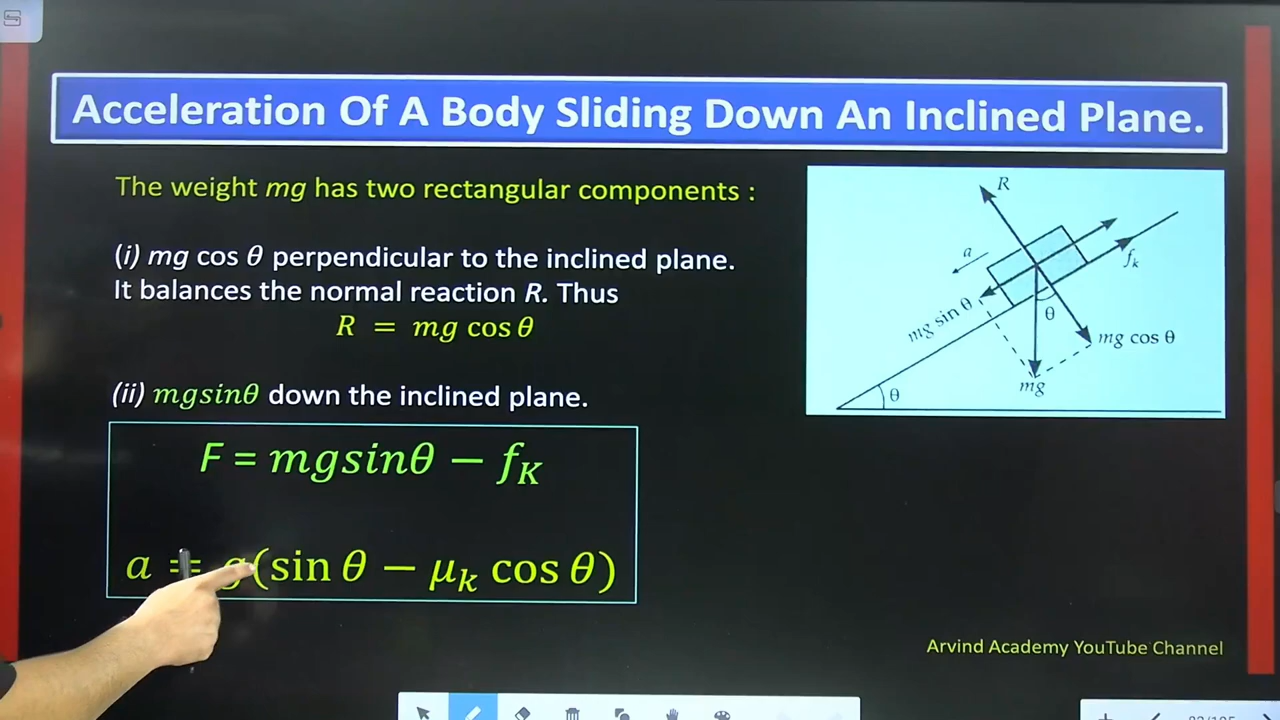 Acceleration Of A Body Sliding Down An Inclined Plane.
The weight mg has two rectangular components :
(i) mg cos θ perpendicular to the inclined plane.
It balances the normal reaction R. Thus
R = mg cos θ
(ii) mgsinθ down the inclined plane.
F = mgsinθ − fK
a = g(sin θ − μk cos θ)
R
a
fk
mg sin θ
θ
mg cos θ
mg
θ
Arvind Academy YouTube Channel